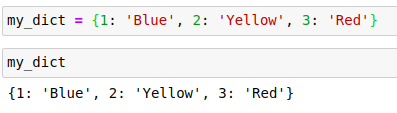 my_dict = {1: 'Blue', 2: 'Yellow', 3: 'Red'}
my_dict
{1: 'Blue', 2: 'Yellow', 3: 'Red'}